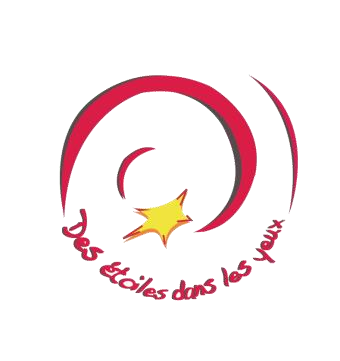 Des étoiles dans les yeux